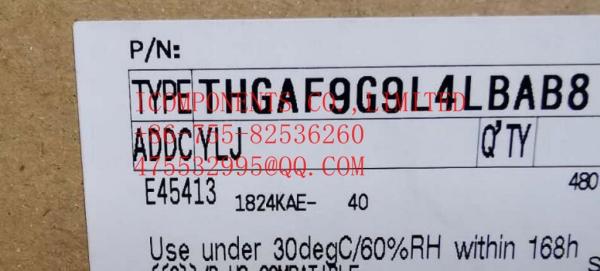 P/N:
TYPE THGAF9G9L4LBAB8
ICOMPONENTS CO.,LIMITED
ADDC YLJ Q'TY
+86-755-82536260
475532995@QQ.COM
E45413 1824KAE- 40 480
Use under 30degC/60%RH within 168h